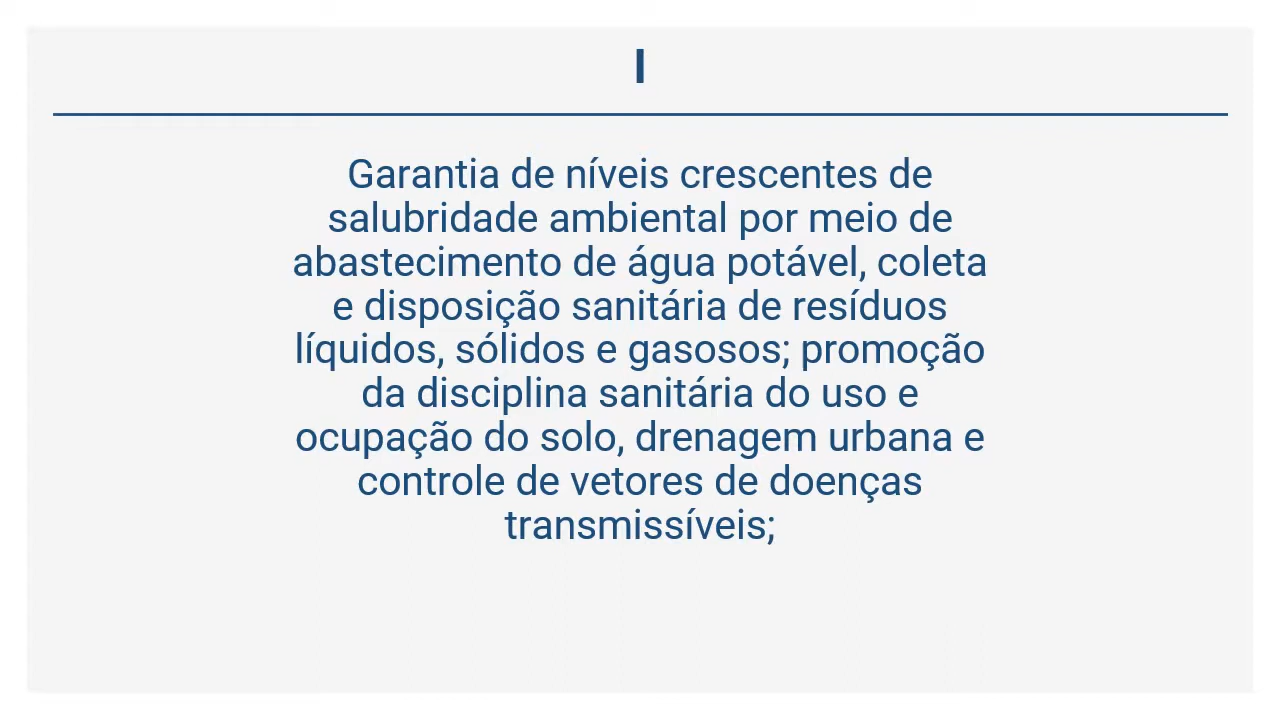 I
Garantia de níveis crescentes de
salubridade ambiental por meio de
abastecimento de água potável, coleta
e disposição sanitária de resíduos
líquidos, sólidos e gasosos; promoção
da disciplina sanitária do uso e
ocupação do solo, drenagem urbana e
controle de vetores de doenças
transmissíveis;